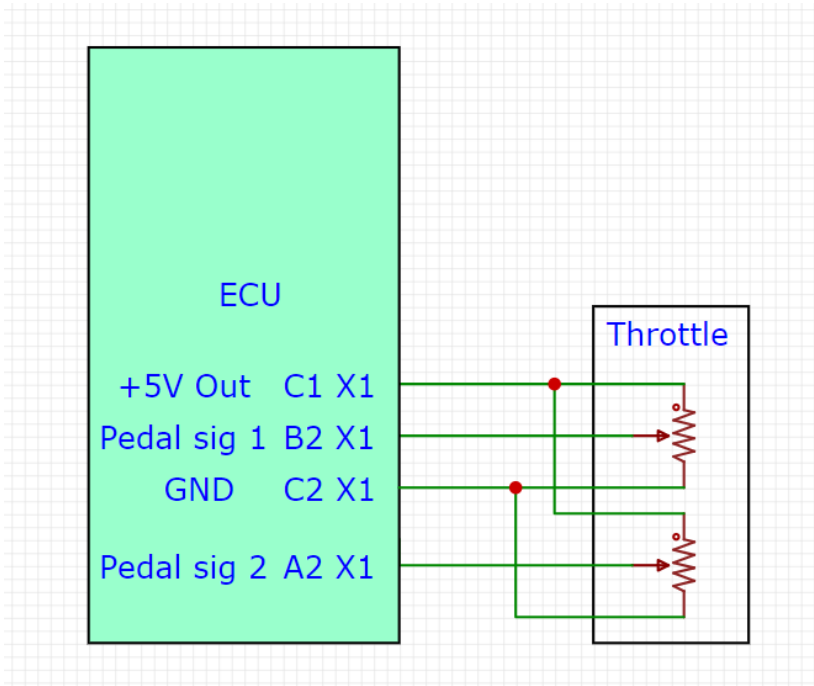 ECU
Throttle
+5V Out C1 X1
Pedal sig 1 B2 X1
GND C2 X1
Pedal sig 2 A2 X1